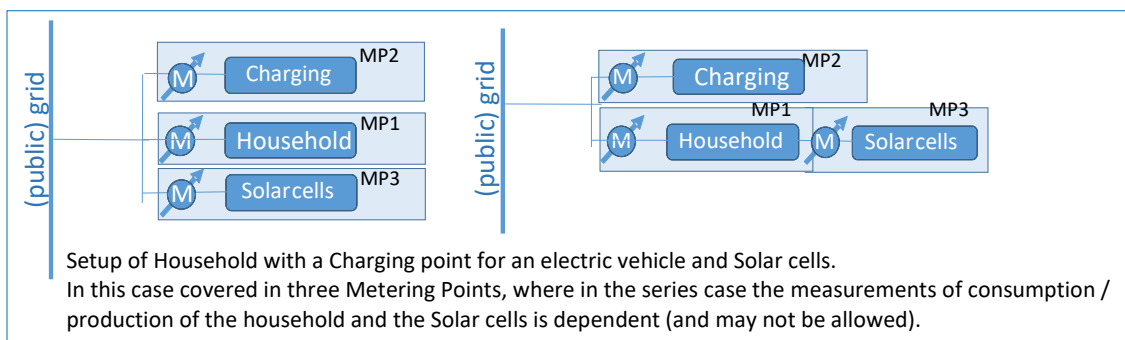 (public) grid
M
Charging
MP2
M
Household
MP1
M
Solarcells
MP3
(public) grid
M
Charging
MP2
M
Household
MP1
M
Solarcells
MP3
Setup of Household with a Charging point for an electric vehicle and Solar cells.
In this case covered in three Metering Points, where in the series case the measurements of consumption /
production of the household and the Solar cells is dependent (and may not be allowed).